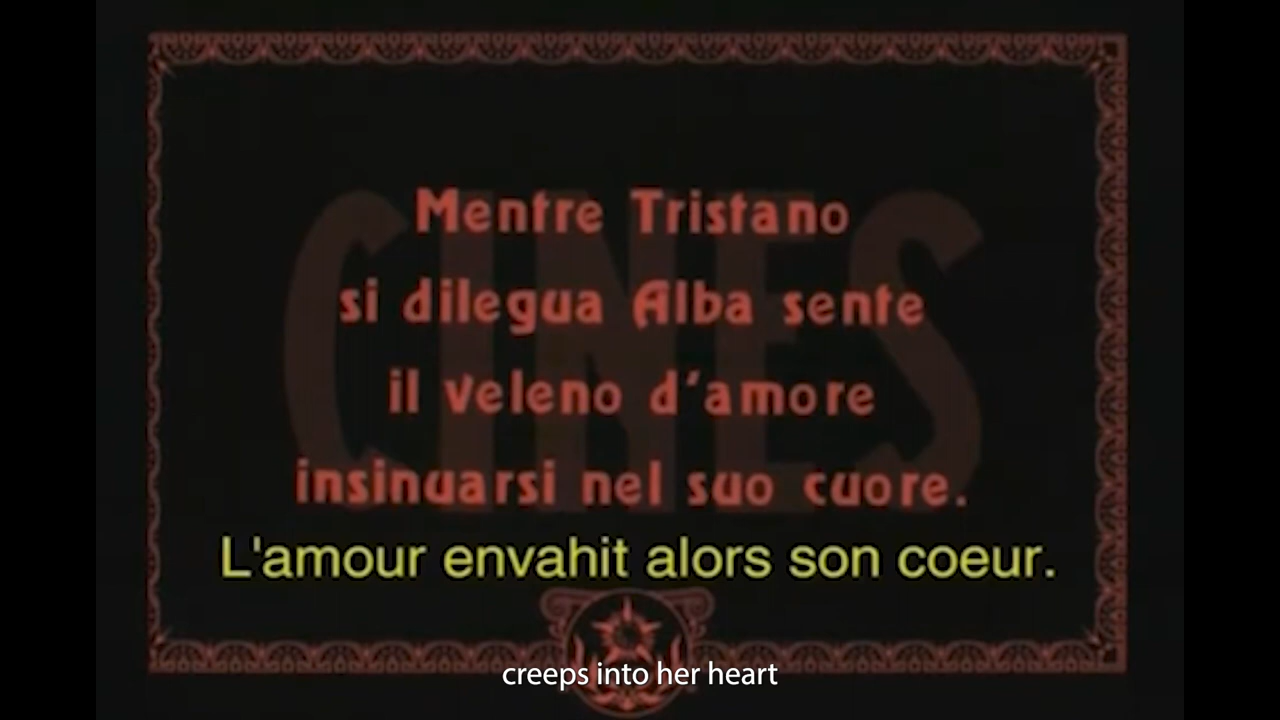 CINES
Mentre Tristano
si dilegua Alba sente
il veleno d'amore
insinuarsi nel suo cuore.
L'amour envahit alors son coeur.
creeps into her heart